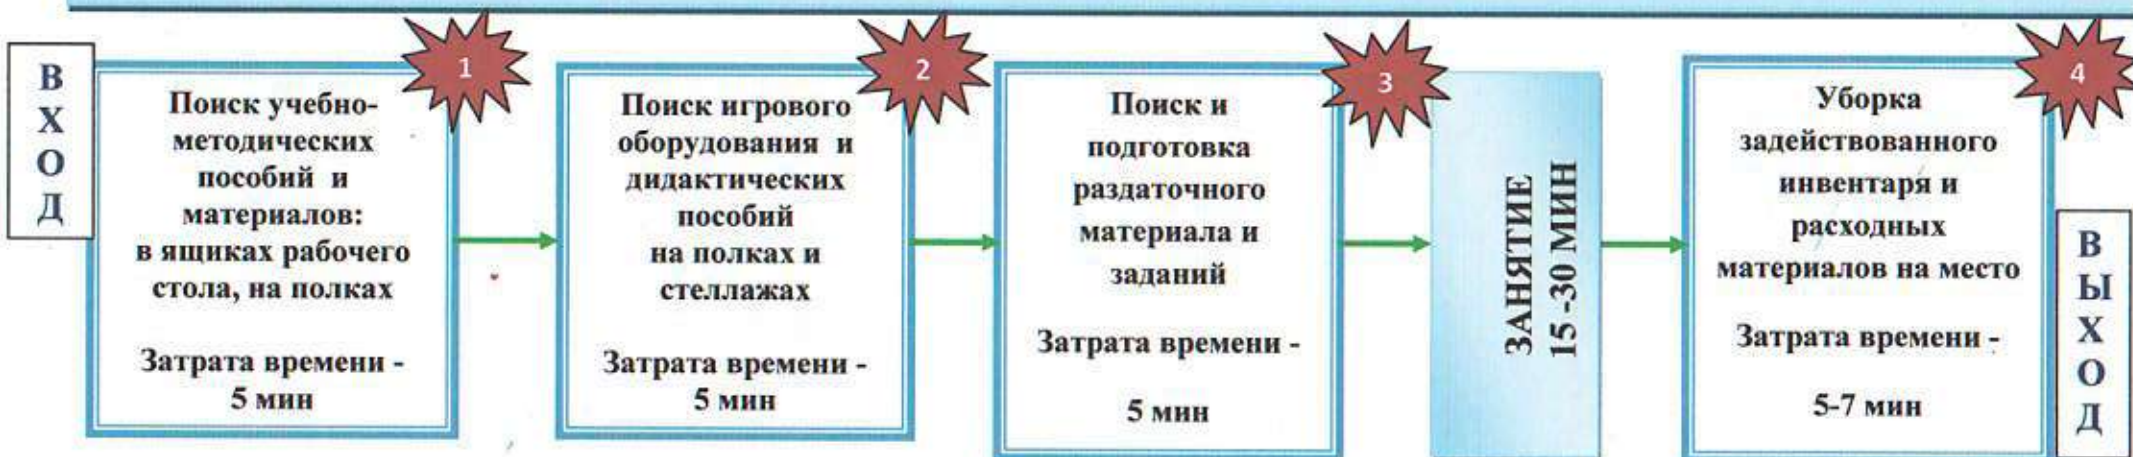 ВХОД
1
Поиск учебно-
методических
пособий и
материалов:
в ящиках рабочего
стола, на полках
Затрата времени -
5 мин
2
Поиск игрового
оборудования и
дидактических
пособий
на полках и
стеллажах
Затрата времени -
5 мин
3
Поиск и
подготовка
раздаточного
материала и
заданий
Затрата времени -
5 мин
ЗАНЯТИЕ
15 -30 МИН
4
Уборка
задействованного
инвентаря и
расходных
материалов на место
Затрата времени -
5-7 мин
ВЫХОД